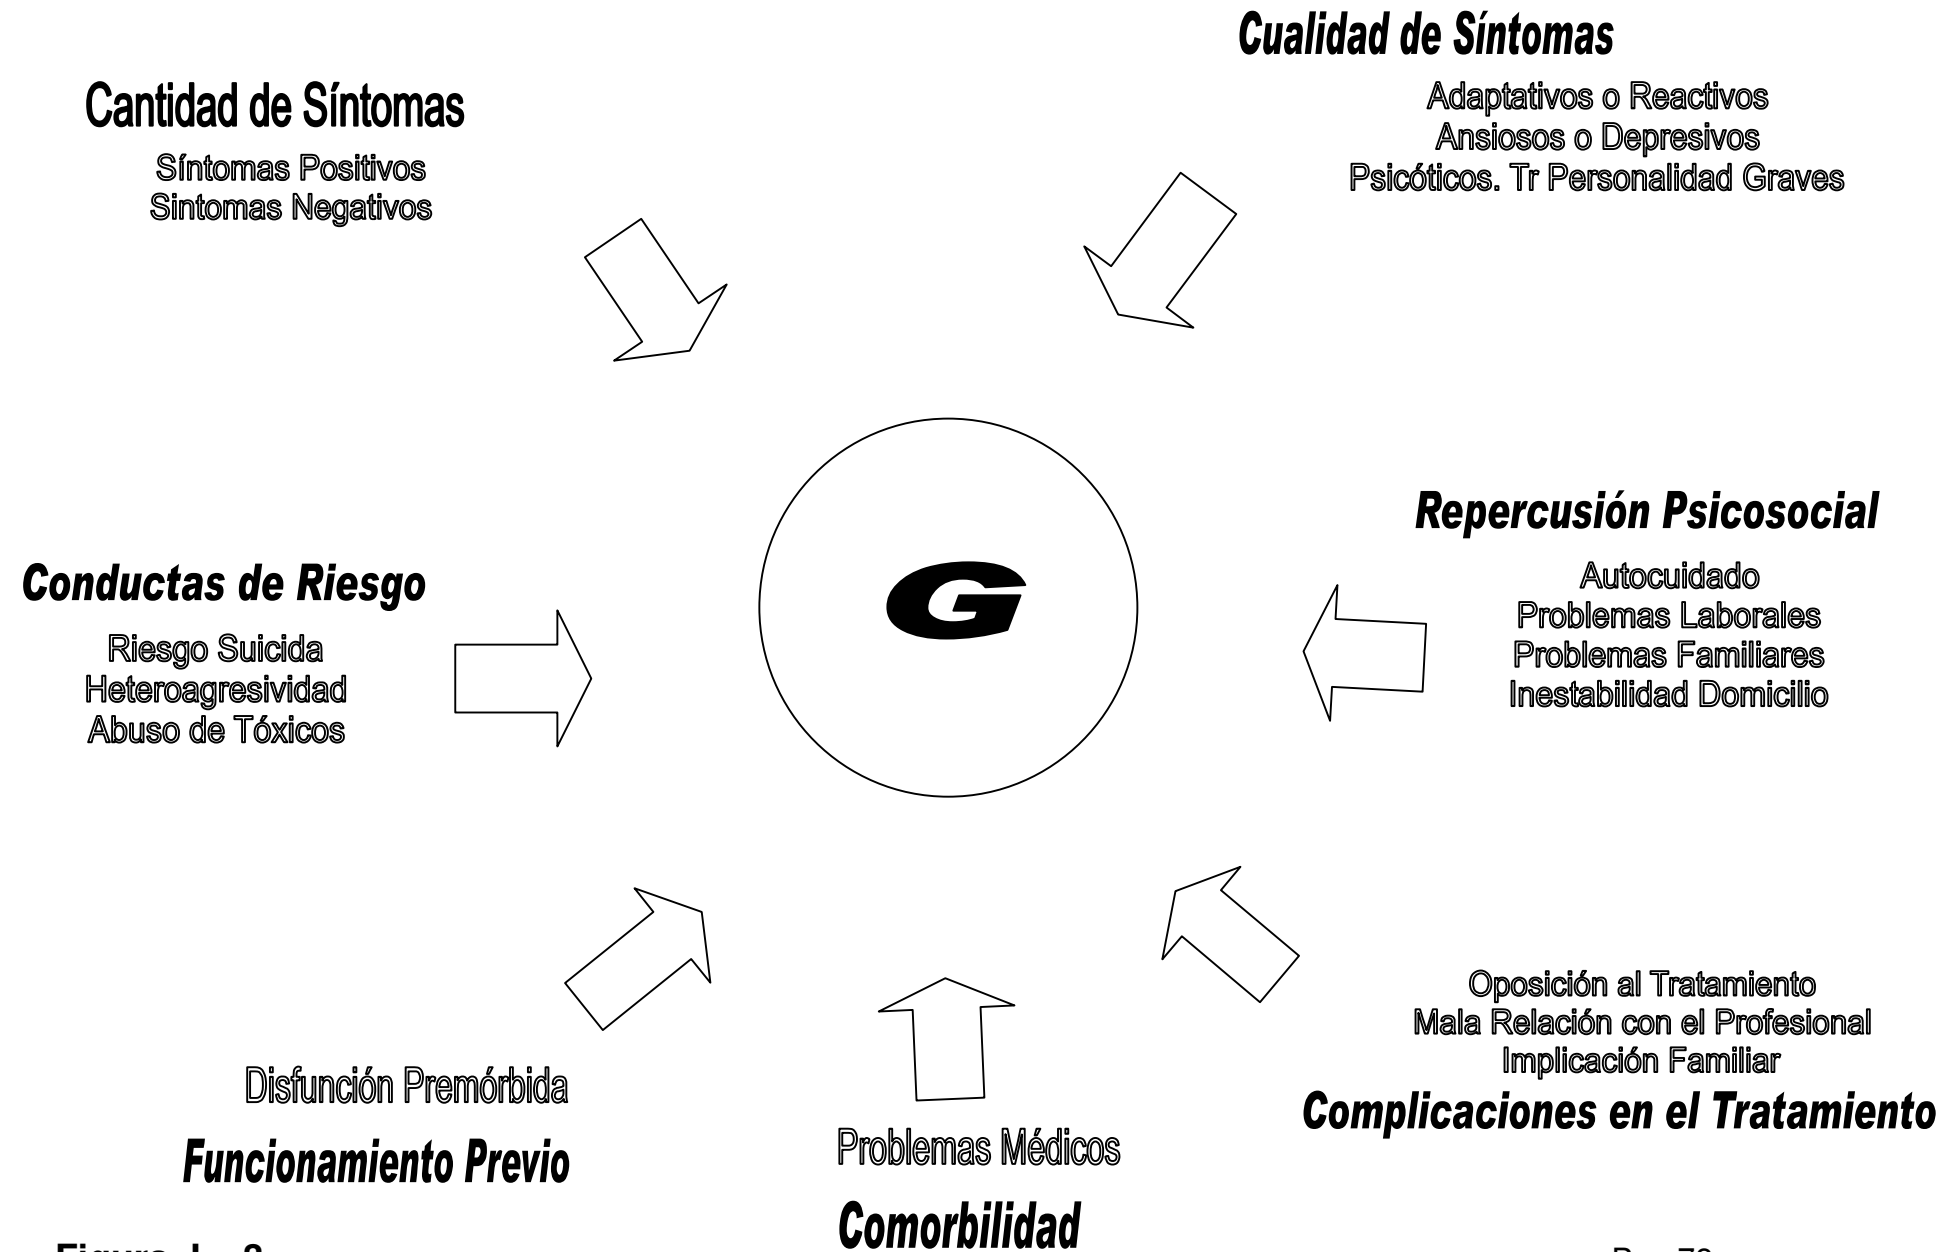 Cualidad de Síntomas
Adaptativos o Reactivos
Ansiosos o Depresivos
Psicóticos. Tr Personalidad Graves
Cantidad de Síntomas
Síntomas Positivos
Sintomas Negativos
Repercusión Psicosocial
Autocuidado
Problemas Laborales
Problemas Familiares
Inestabilidad Domicilio
G
Conductas de Riesgo
Riesgo Suicida
Heteroagresividad
Abuso de Tóxicos
Oposición al Tratamiento
Mala Relación con el Profesional
Implicación Familiar
Complicaciones en el Tratamiento
Disfunción Premórbida
Funcionamiento Previo
Problemas Médicos
Comorbilidad